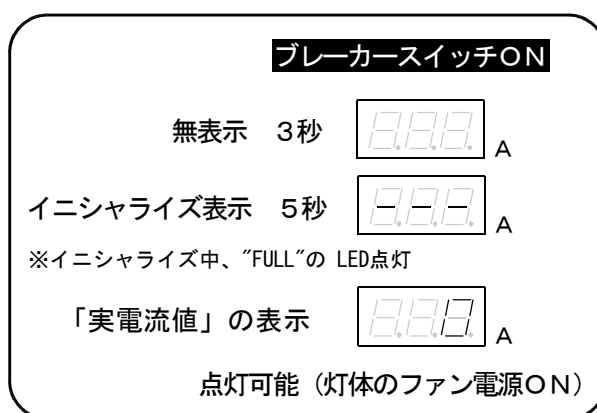 ブレーカースイッチON
無表示 3秒 A
イニシャライズ表示 5秒 --- A
※イニシャライズ中、"FULL"の LED点灯
「実電流値」の表示 0 A
点灯可能(灯体のファン電源ON)